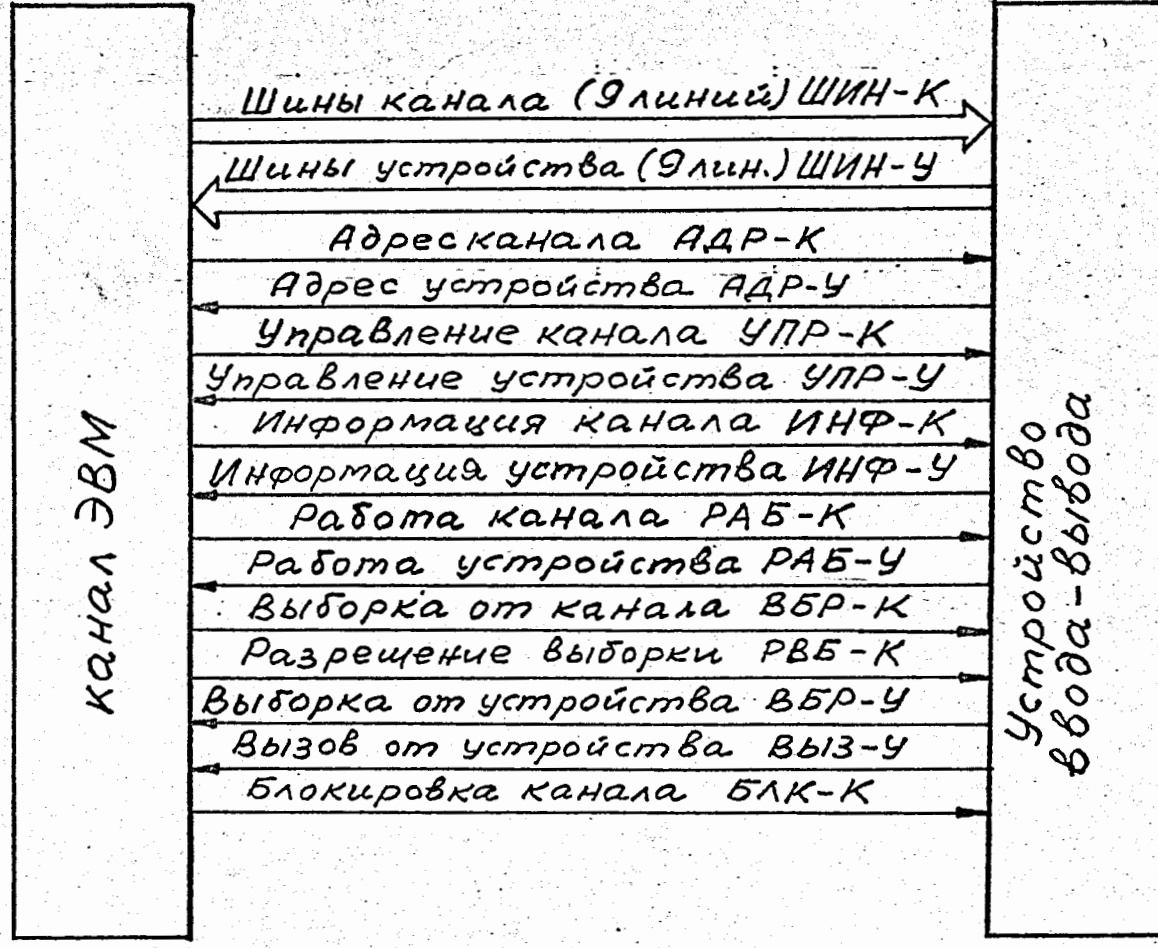 Шины канала (9 линий) ШИН-К
Шины устройства (9 лин.) ШИН-У
Адрес канала АДР-К
Адрес устройства АДР-У
Управление канала УПР-К
Управление устройства УПР-У
Информация канала ИНФ-К
Информация устройства ИНФ-У
Работа канала РАБ-К
Работа устройства РАБ-У
Выборка от канала ВБР-К
Разрешение выборки РВБ-К
Выборка от устройства ВБР-У
Вызов от устройства ВЫЗ-У
Блокировка канала БЛК-К
канал ЭВМ
Устройство
ввода-вывода